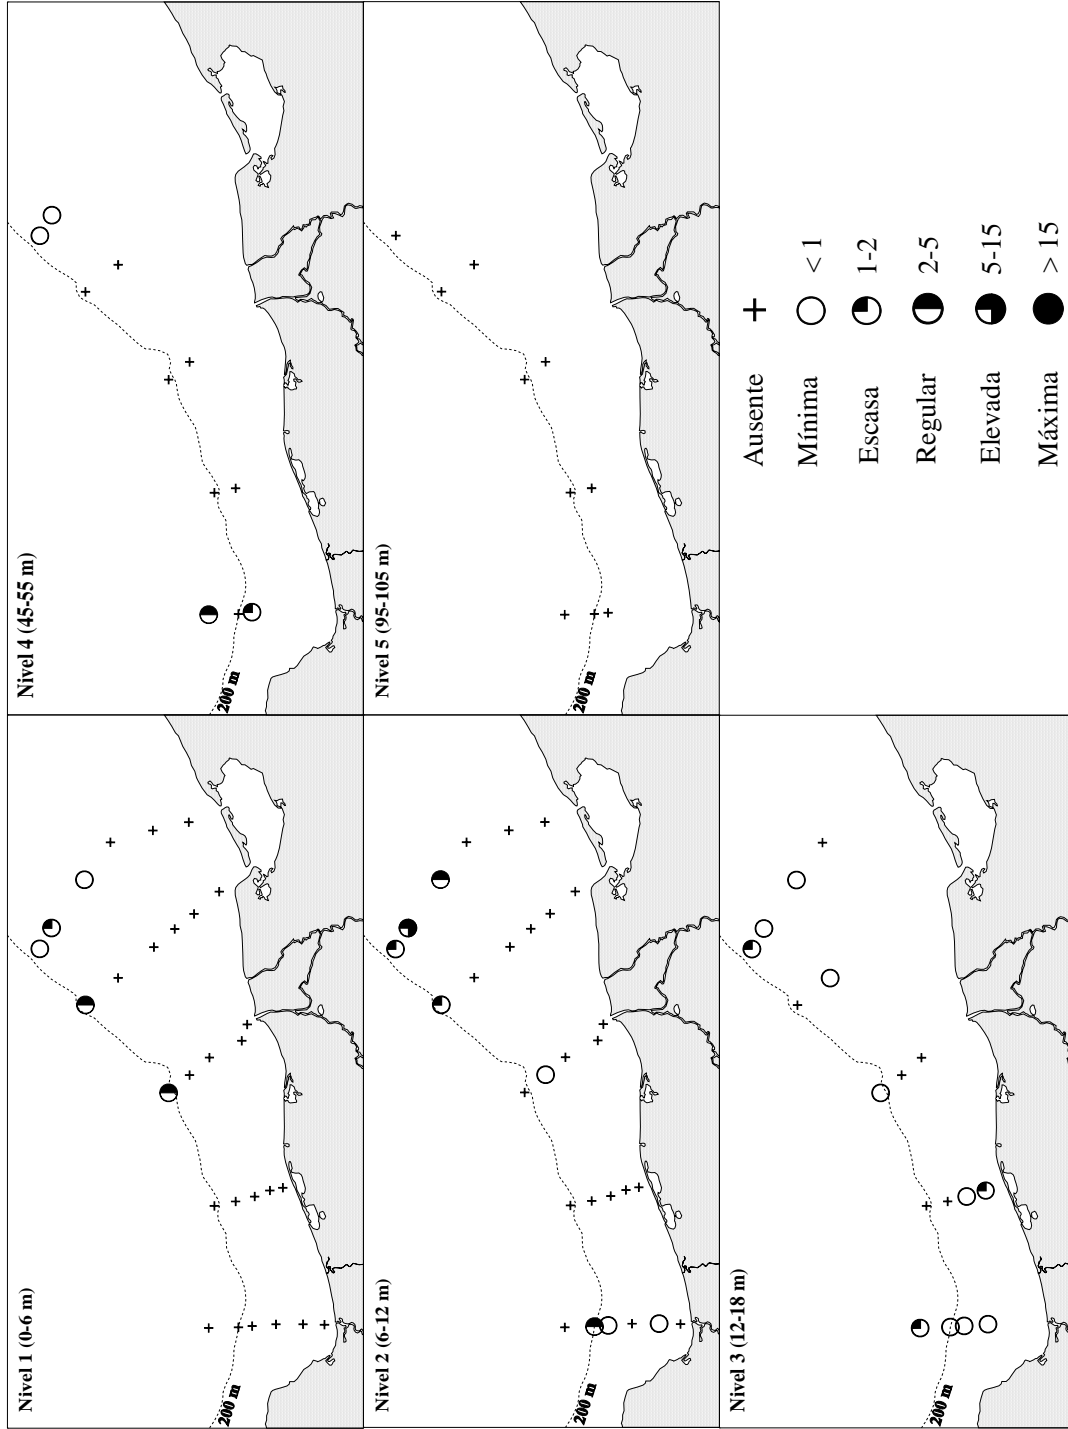 Nivel 1 (0-6 m)
200 m
Nivel 2 (6-12 m)
200 m
Nivel 3 (12-18 m)
200 m
Nivel 4 (45-55 m)
200 m
Nivel 5 (95-105 m)
200 m
Ausente +
Mínima < 1
Escasa 1-2
Regular 2-5
Elevada 5-15
Máxima > 15